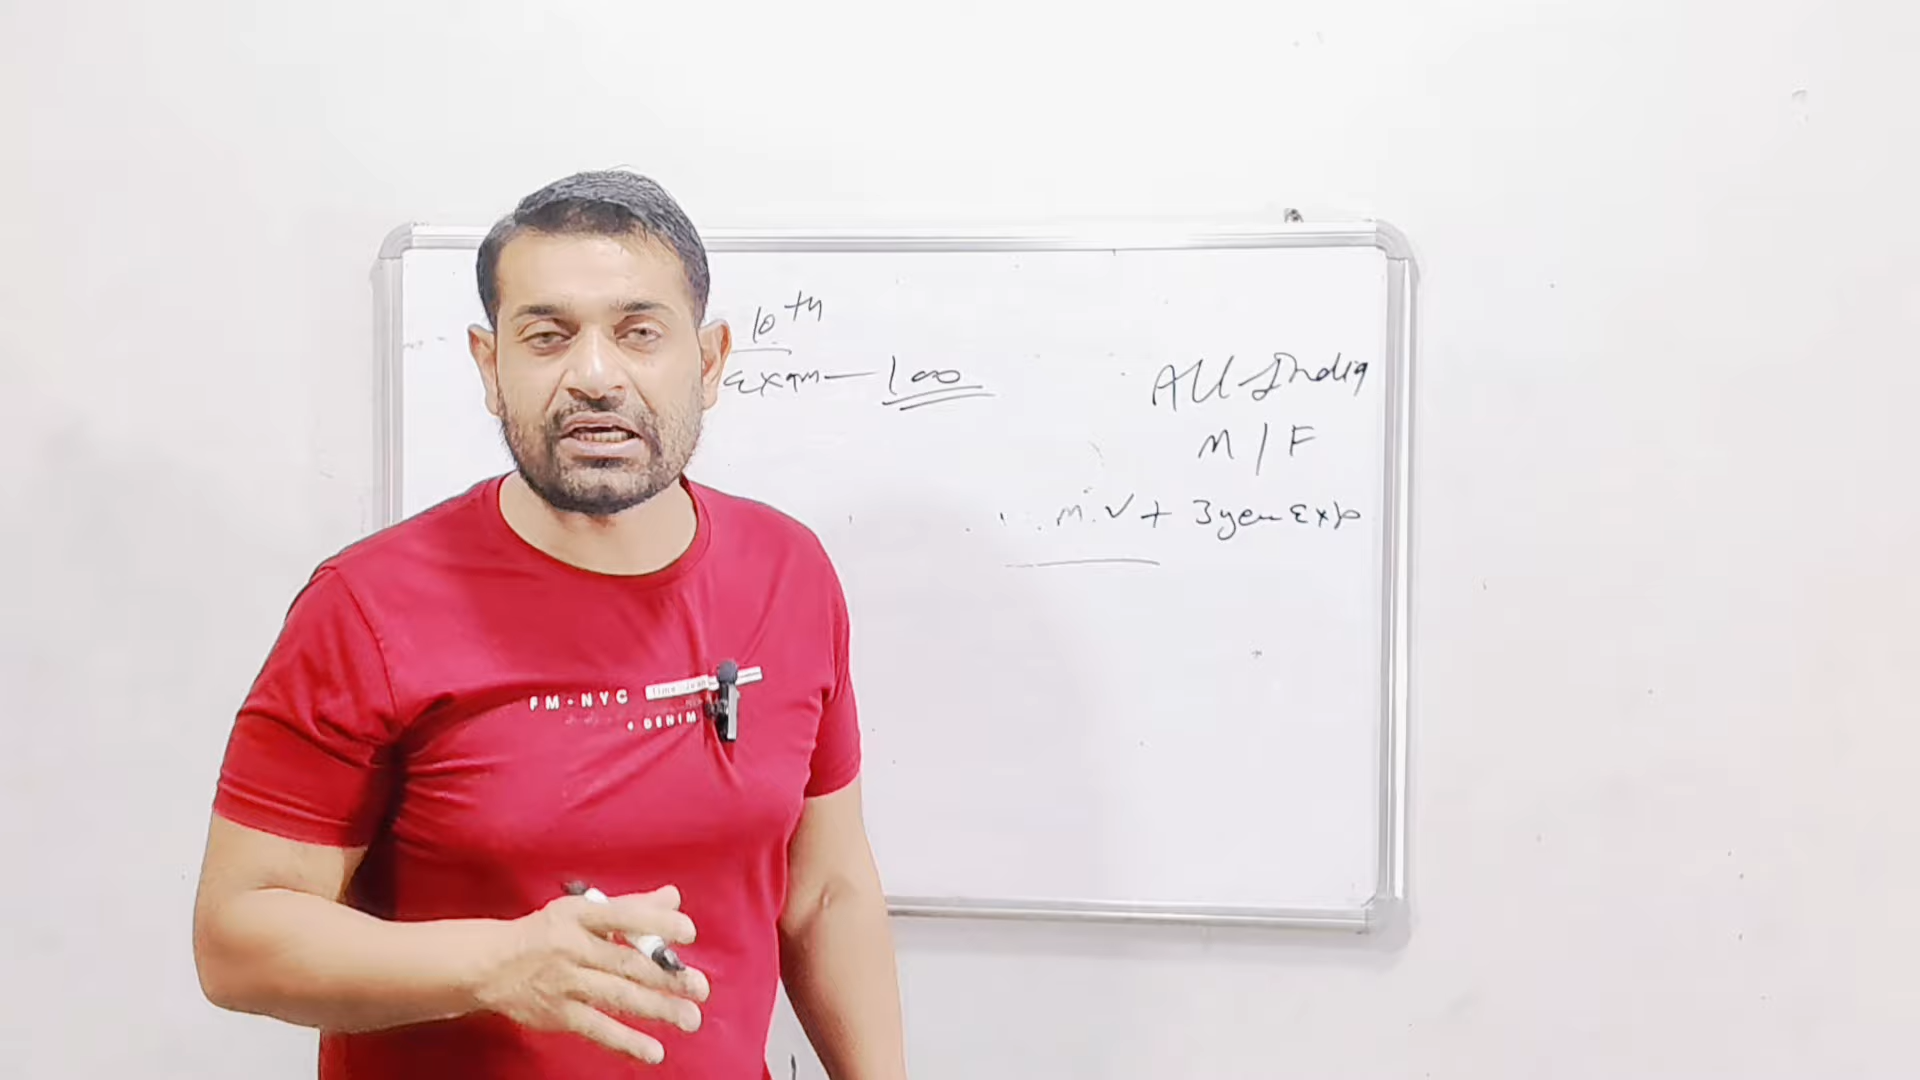 10th
Exam - 100
All India
M / F
M.V + 3 year Exp
FM-NYC
DENIM